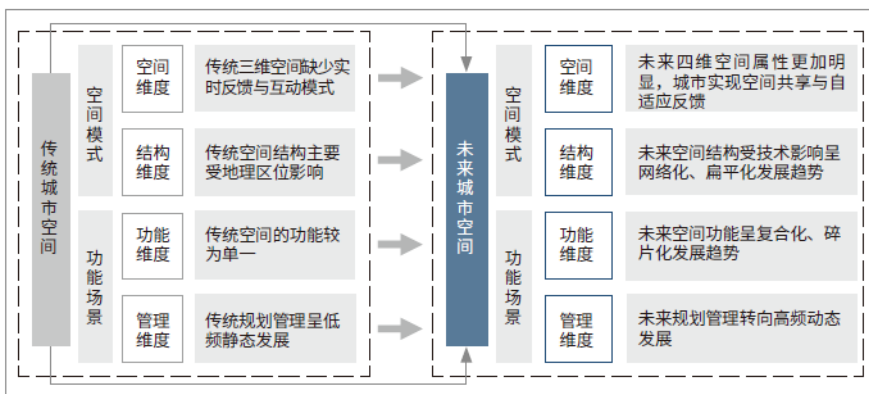 传统城市空间
空间模式
空间
维度
传统三维空间缺少实
时反馈与互动模式
结构
维度
传统空间结构主要
受地理区位影响
功能场景
功能
维度
传统空间的功能较
为单一
管理
维度
传统规划管理呈低
频静态发展
未来城市空间
空间模式
空间
维度
未来四维空间属性更加明
显，城市实现空间共享与自
适应反馈
结构
维度
未来空间结构受技术影响呈
网络化、扁平化发展趋势
功能场景
功能
维度
未来空间功能呈复合化、碎
片化发展趋势
管理
维度
未来规划管理转向高频动态
发展